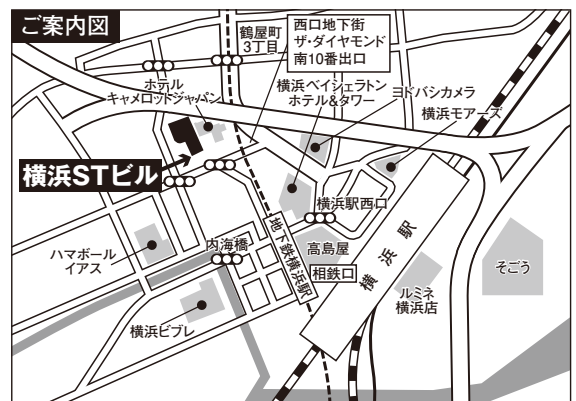 ご案内図
鶴屋町
3丁目
西口地下街
ザ・ダイヤモンド
南10番出口
ホテル
キャメロットジャパン
横浜ベイシェラトン
ホテル&タワー
ヨドバシカメラ
横浜モアーズ
横浜STビル
横浜駅西口
ハマボール
イアス
内海橋
地下鉄横浜駅
高島屋
相鉄口
横浜駅
そごう
ルミネ
横浜店
横浜ビブレ